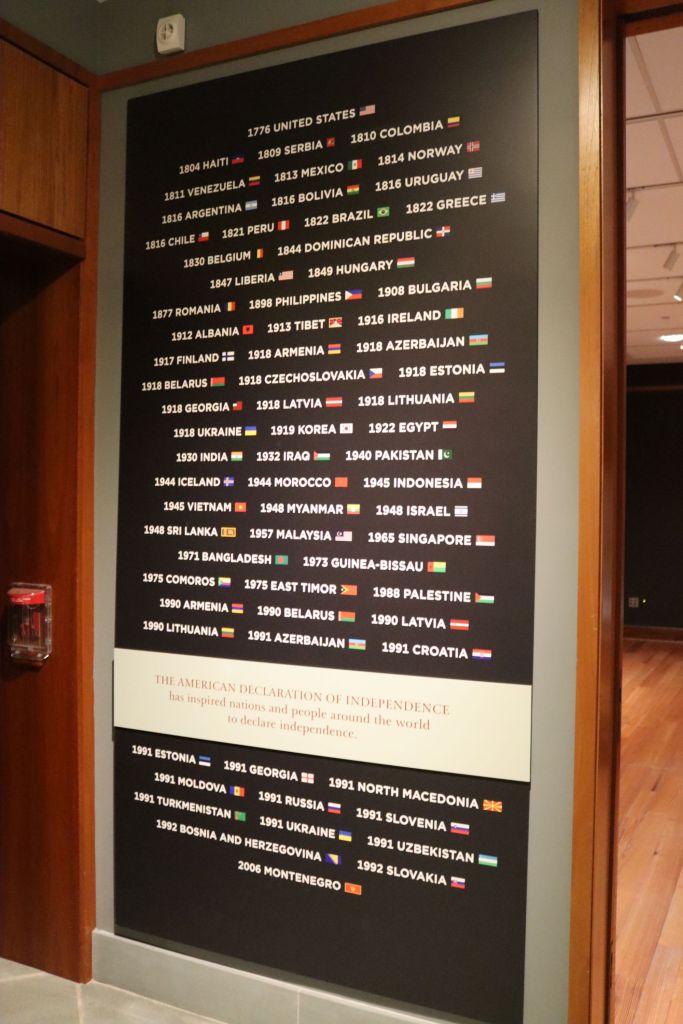 1776 UNITED STATES
1804 HAITI 1809 SERBIA 1810 COLOMBIA
1811 VENEZUELA 1813 MEXICO 1814 NORWAY
1816 ARGENTINA 1816 BOLIVIA 1816 URUGUAY
1816 CHILE 1821 PERU 1822 BRAZIL 1822 GREECE
1830 BELGIUM 1844 DOMINICAN REPUBLIC
1847 LIBERIA 1849 HUNGARY
1877 ROMANIA 1898 PHILIPPINES 1908 BULGARIA
1912 ALBANIA 1913 TIBET 1916 IRELAND
1917 FINLAND 1918 ARMENIA 1918 AZERBAIJAN
1918 BELARUS 1918 CZECHOSLOVAKIA 1918 ESTONIA
1918 GEORGIA 1918 LATVIA 1918 LITHUANIA
1918 UKRAINE 1919 KOREA 1922 EGYPT
1930 INDIA 1932 IRAQ 1940 PAKISTAN
1944 ICELAND 1944 MOROCCO 1945 INDONESIA
1945 VIETNAM 1948 MYANMAR 1948 ISRAEL
1948 SRI LANKA 1957 MALAYSIA 1965 SINGAPORE
1971 BANGLADESH 1973 GUINEA-BISSAU
1975 COMOROS 1975 EAST TIMOR 1988 PALESTINE
1990 ARMENIA 1990 BELARUS 1990 LATVIA
1990 LITHUANIA 1991 AZERBAIJAN 1991 CROATIA
THE AMERICAN DECLARATION OF INDEPENDENCE
has inspired nations and people around the world
to declare independence.
1991 ESTONIA 1991 GEORGIA 1991 NORTH MACEDONIA
1991 MOLDOVA 1991 RUSSIA 1991 SLOVENIA
1991 TURKMENISTAN 1991 UKRAINE 1991 UZBEKISTAN
1992 BOSNIA AND HERZEGOVINA 1992 SLOVAKIA
2006 MONTENEGRO